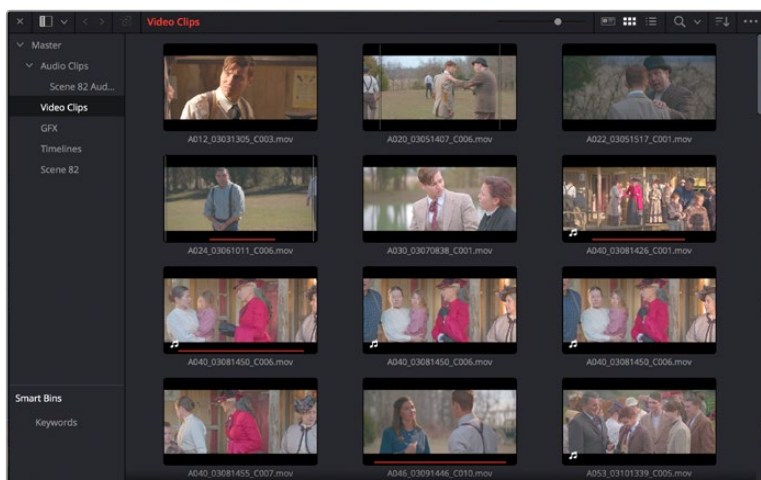 Video Clips
Master
Audio Clips
Scene 82 Aud...
Video Clips
GFX
Timelines
Scene 82
Smart Bins
Keywords
A012_03031305_C003.mov
A020_03051407_C006.mov
A022_03051517_C001.mov
A024_03061011_C006.mov
A030_03070838_C001.mov
A040_03081426_C001.mov
A040_03081450_C006.mov
A040_03081450_C006.mov
A040_03081450_C006.mov
A040_03081455_C007.mov
A046_03091446_C010.mov
A053_03101339_C005.mov